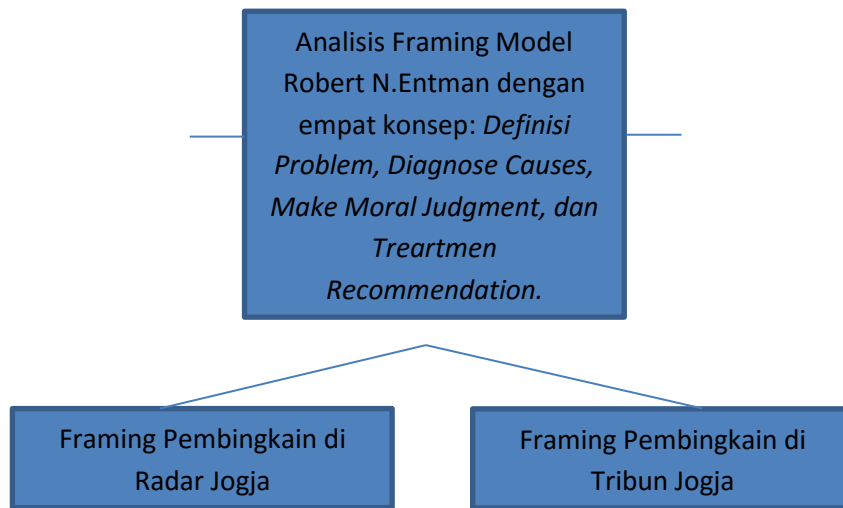 Analisis Framing Model
Robert N.Entman dengan
empat konsep: Definisi
Problem, Diagnose Causes,
Make Moral Judgment, dan
Treartmen
Recommendation.
Framing Pembingkain di
Radar Jogja
Framing Pembingkain di
Tribun Jogja